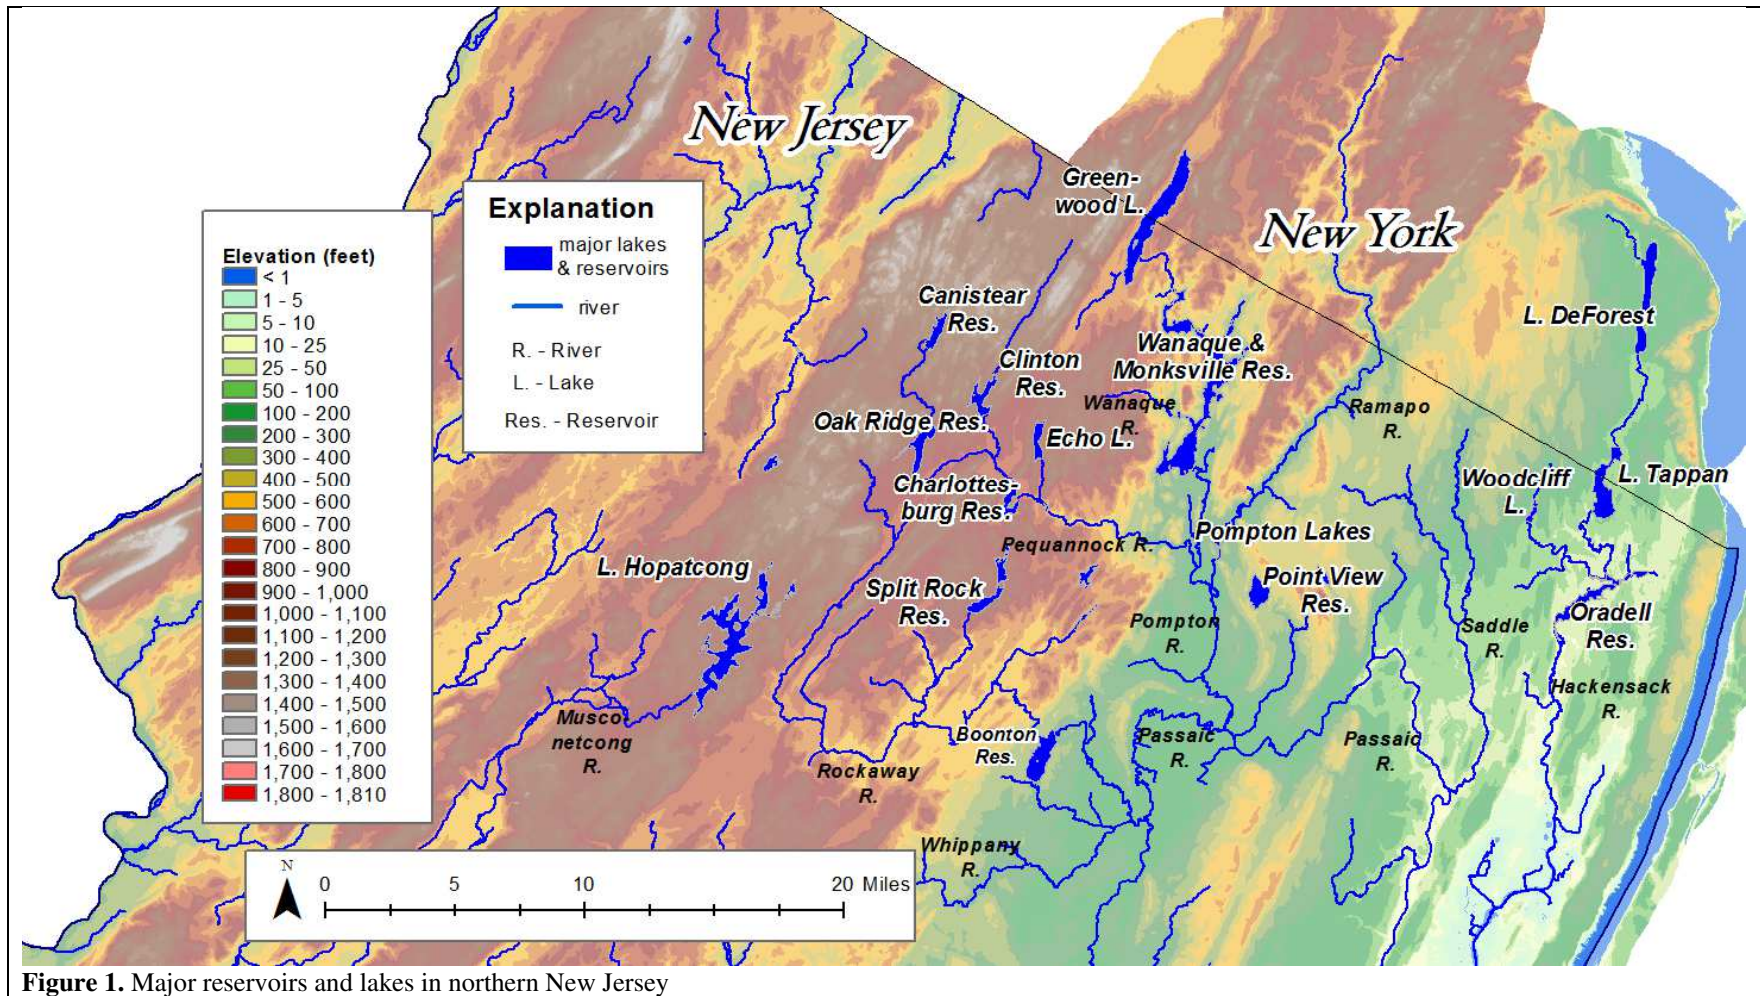 New Jersey
New York
Explanation
major lakes
& reservoirs
river
R. - River
L. - Lake
Res. - Reservoir
Elevation (feet)
< 1
1 - 5
5 - 10
10 - 25
25 - 50
50 - 100
100 - 200
200 - 300
300 - 400
400 - 500
500 - 600
600 - 700
700 - 800
800 - 900
900 - 1,000
1,000 - 1,100
1,100 - 1,200
1,200 - 1,300
1,300 - 1,400
1,400 - 1,500
1,500 - 1,600
1,600 - 1,700
1,700 - 1,800
1,800 - 1,810
Green-
wood L.
Canistear
Res.
Clinton
Res.
Wanaque &
Monksville Res.
L. DeForest
Wanaque
R.
Ramapo
R.
Oak Ridge Res.
Echo L.
Charlottes-
burg Res.
Woodcliff
L.
L. Tappan
Pequannock R.
Pompton Lakes
L. Hopatcong
Split Rock
Res.
Point View
Res.
Pompton
R.
Saddle
R.
Oradell
Res.
Hackensack
R.
Musco-
netcong
R.
Boonton
Res.
Passaic
R.
Passaic
R.
Rockaway
R.
Whippany
R.
N
0 5 10 20 Miles
Figure 1. Major reservoirs and lakes in northern New Jersey